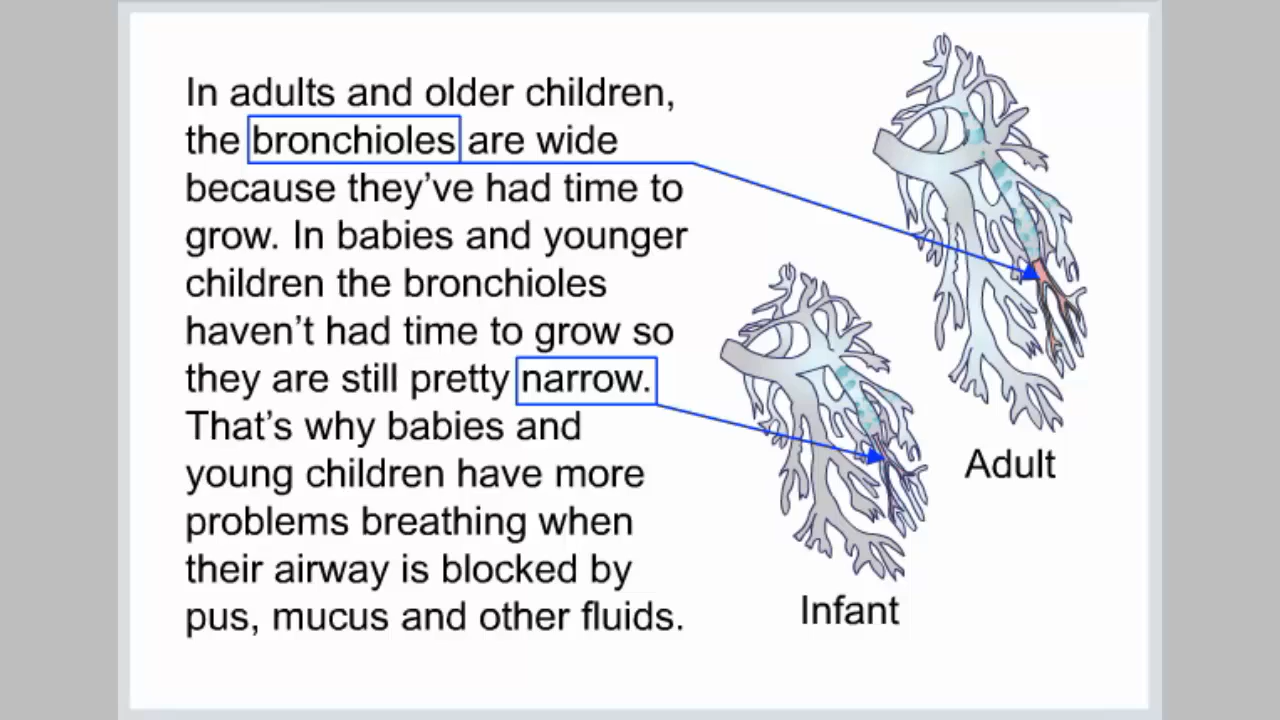 In adults and older children,
the bronchioles are wide
because they’ve had time to
grow. In babies and younger
children the bronchioles
haven’t had time to grow so
they are still pretty narrow.
That’s why babies and
young children have more
problems breathing when
their airway is blocked by
pus, mucus and other fluids.
Adult
Infant